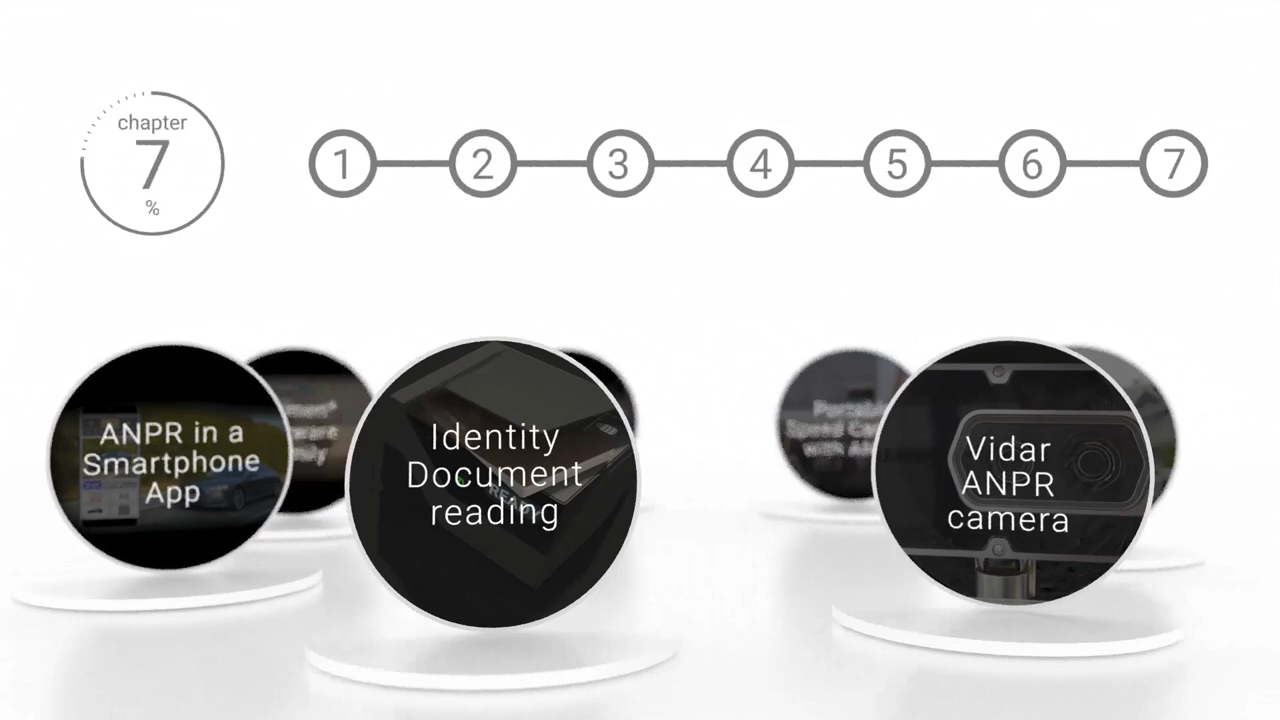 chapter
7
%
1 2 3 4 5 6 7
ANPR in a
Smartphone
App
Identity
Document
reading
Vidar
ANPR
camera